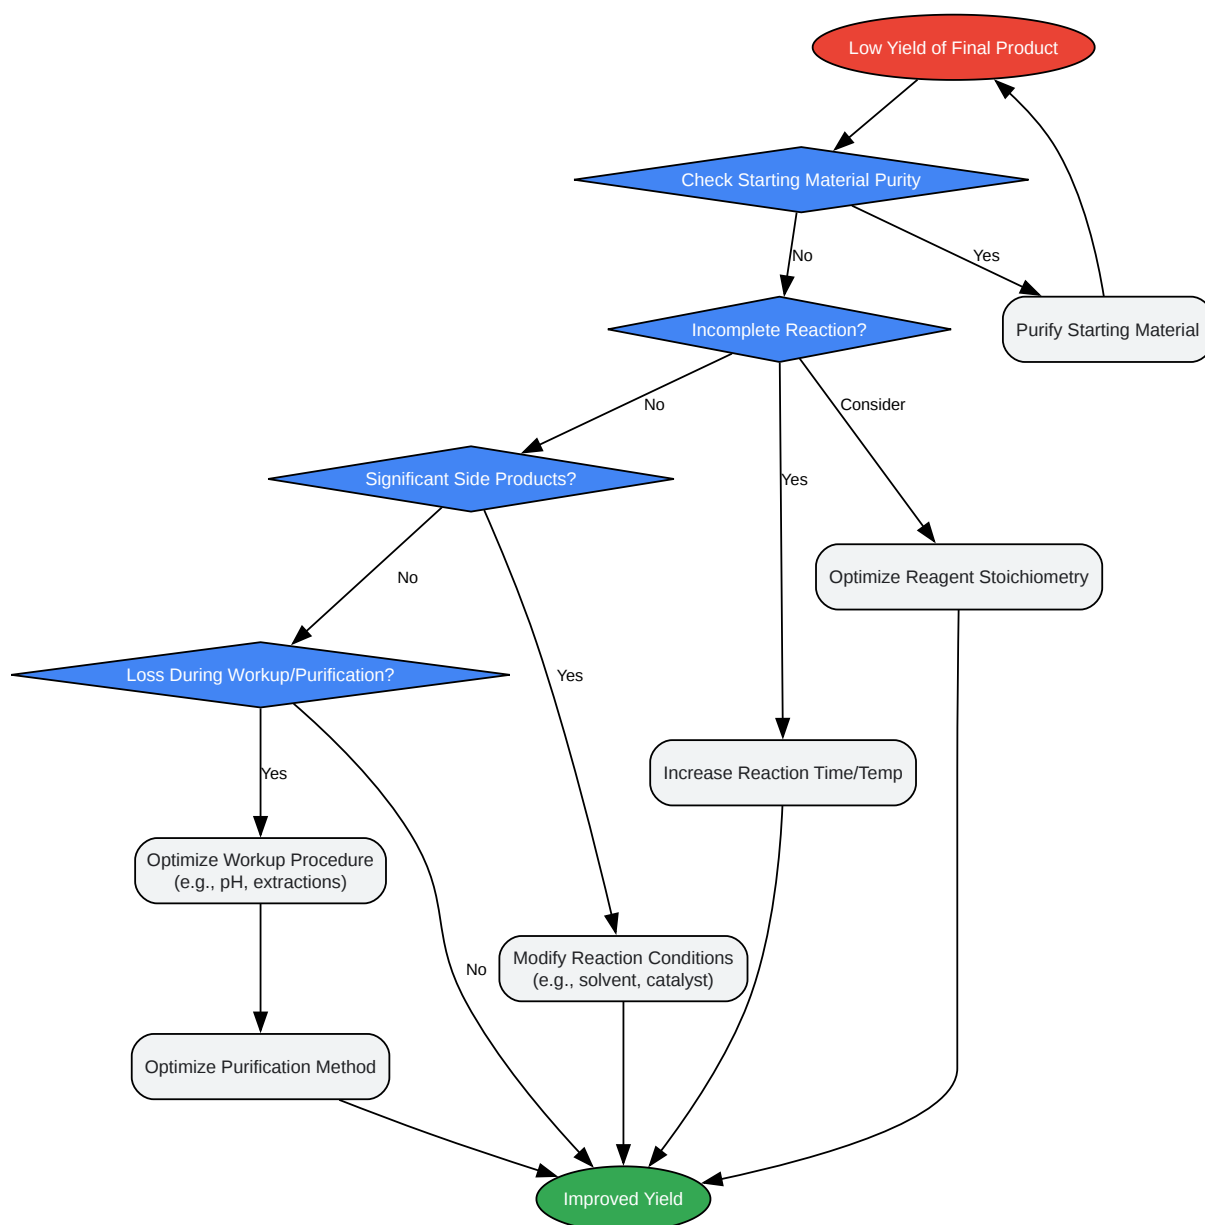 Low Yield of Final Product
Check Starting Material Purity
No
Yes
Incomplete Reaction?
Purify Starting Material
No
Consider
Significant Side Products?
Yes
Optimize Reagent Stoichiometry
No
Loss During Workup/Purification?
Yes
Yes
Increase Reaction Time/Temp
Optimize Workup Procedure
(e.g., pH, extractions)
No
Modify Reaction Conditions
(e.g., solvent, catalyst)
Optimize Purification Method
Improved Yield